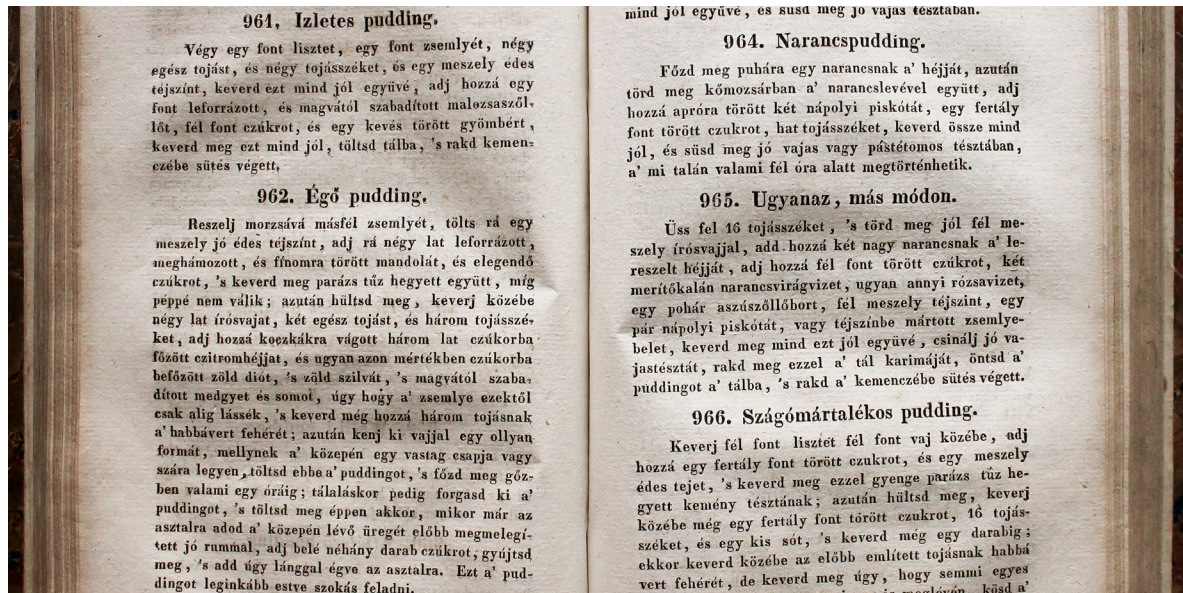 961. Izletes pudding.
Végy egy font lisztet, egy font zsemlyét, négy
egész tojást, és négy tojásszéket, és egy meszely édes
téjszínt, keverd ezt mind jól együvé, adj hozzá egy
font leforrázott, és magvától szabadított malozsaszől-
lőt, fél font czúkrot, és egy kevés törött gyömbért,
keverd meg ezt mind jól, töltsd tálba, 's rakd kemen-
czébe sütés végett.
962. Égő pudding.
Reszelj morzsává másfél zsemlyét, tölts rá egy
meszely jó édes téjszínt, adj rá négy lat leforrázott,
meghámozott, és fínomra törött mandolát, és elegendő
czúkrot, 's keverd meg parázs tűz hegyett együtt, míg
péppé nem válik; azután hűltsd meg, keverj közébe
négy lat írósvajat, két egész tojást, és három tojásszé-
ket, adj hozzá koczkákra vágott három lat czúkorba
főzött czitromhéjjat, és ugyan azon mértékben czúkorba
befőzött zöld diót, 's zöld szilvát, 's magvától szaba-
dított medgyet és somot, úgy hogy a' zsemlye ezektől
csak alig lássék, 's keverd még hozzá három tojásnak
a' habbávert fehérét; azután kenj ki vajjal egy ollyan
formát, mellynek a' közepén egy vastag csapja vagy
szára legyen, töltsd ebbe a' puddingot, 's főzd meg gőz-
ben valami egy óráig; tálaláskor pedig forgasd ki a'
puddingot, 's töltsd meg éppen akkor, mikor már az
asztalra adod a' közepén lévő üregét előbb megmelegí-
tett jó rummal, adj belé néhány darab czúkrot, gyújtsd
meg, 's add úgy lánggal égve az asztalra. Ezt a' pud-
dingot leginkább estve szokás feladni.
mind jól együvé, és süsd meg jó vajas tésztában.
964. Narancspudding.
Főzd meg puhára egy narancsnak a' héjját, azután
törd meg kőmozsárban a' narancslevével együtt, adj
hozzá apróra törött két nápolyi piskótát, egy fertály
font törött czukrot, hat tojásszéket, keverd össze mind
jól, és süsd meg jó vajas vagy pástétomos tésztában,
a' mi talán valami fél óra alatt megtörténhetik.
965. Ugyanaz, más módon.
Üss fel 16 tojásszéket, 's törd meg jól fél me-
szely írósvajjal, add hozzá két nagy narancsnak a' le-
reszelt héjját, adj hozzá fél font törött czúkrot, két
merítőkalán narancsvirágvizet, ugyan annyi rózsavizet,
egy pohár aszúszőllőbort, fél meszely téjszint, egy
pár nápolyi piskótát, vagy téjszínbe mártott zsemlye-
belet, keverd meg mind ezt jól együvé, csinálj jó va-
jastésztát, rakd meg ezzel a' tál karimáját, öntsd a'
puddingot a' tálba, 's rakd a' kemenczébe sütés végett.
966. Szágómártalékos pudding.
Keverj fél font lisztet fél font vaj közébe, adj
hozzá egy fertály font törött czukrot, és egy meszely
édes tejet, 's keverd meg ezzel gyenge parázs tűz he-
gyett kemény tésztának; azután hűltsd meg, keverj
közébe még egy fertály font törött czukrot, 16 tojás-
széket, és egy kis sót, 's keverd még egy darabig;
ekkor keverd közébe az előbb említett tojásnak habbá
vert fehérét, de keverd meg úgy, hogy semmi egyes
meglévén, kösd a'